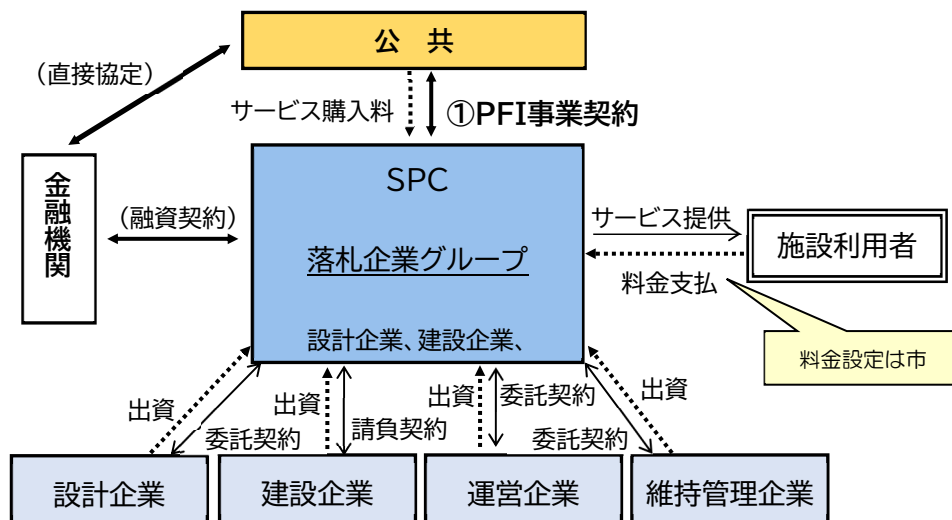 公　共
（直接協定）
サービス購入料
①PFI事業契約
金融機関
（融資契約）
SPC
落札企業グループ
設計企業、建設企業、
サービス提供
料金支払
施設利用者
料金設定は市
出資
委託契約
出資
請負契約
出資
委託契約
出資
委託契約
設計企業
建設企業
運営企業
維持管理企業